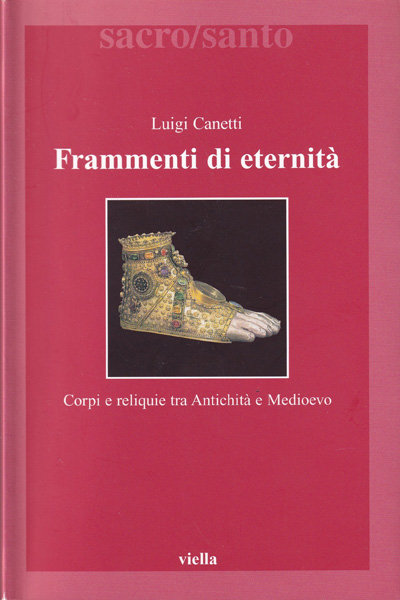 sacro/santo
Luigi Canetti
Frammenti di eternità
Corpi e reliquie tra Antichità e Medioevo
viella